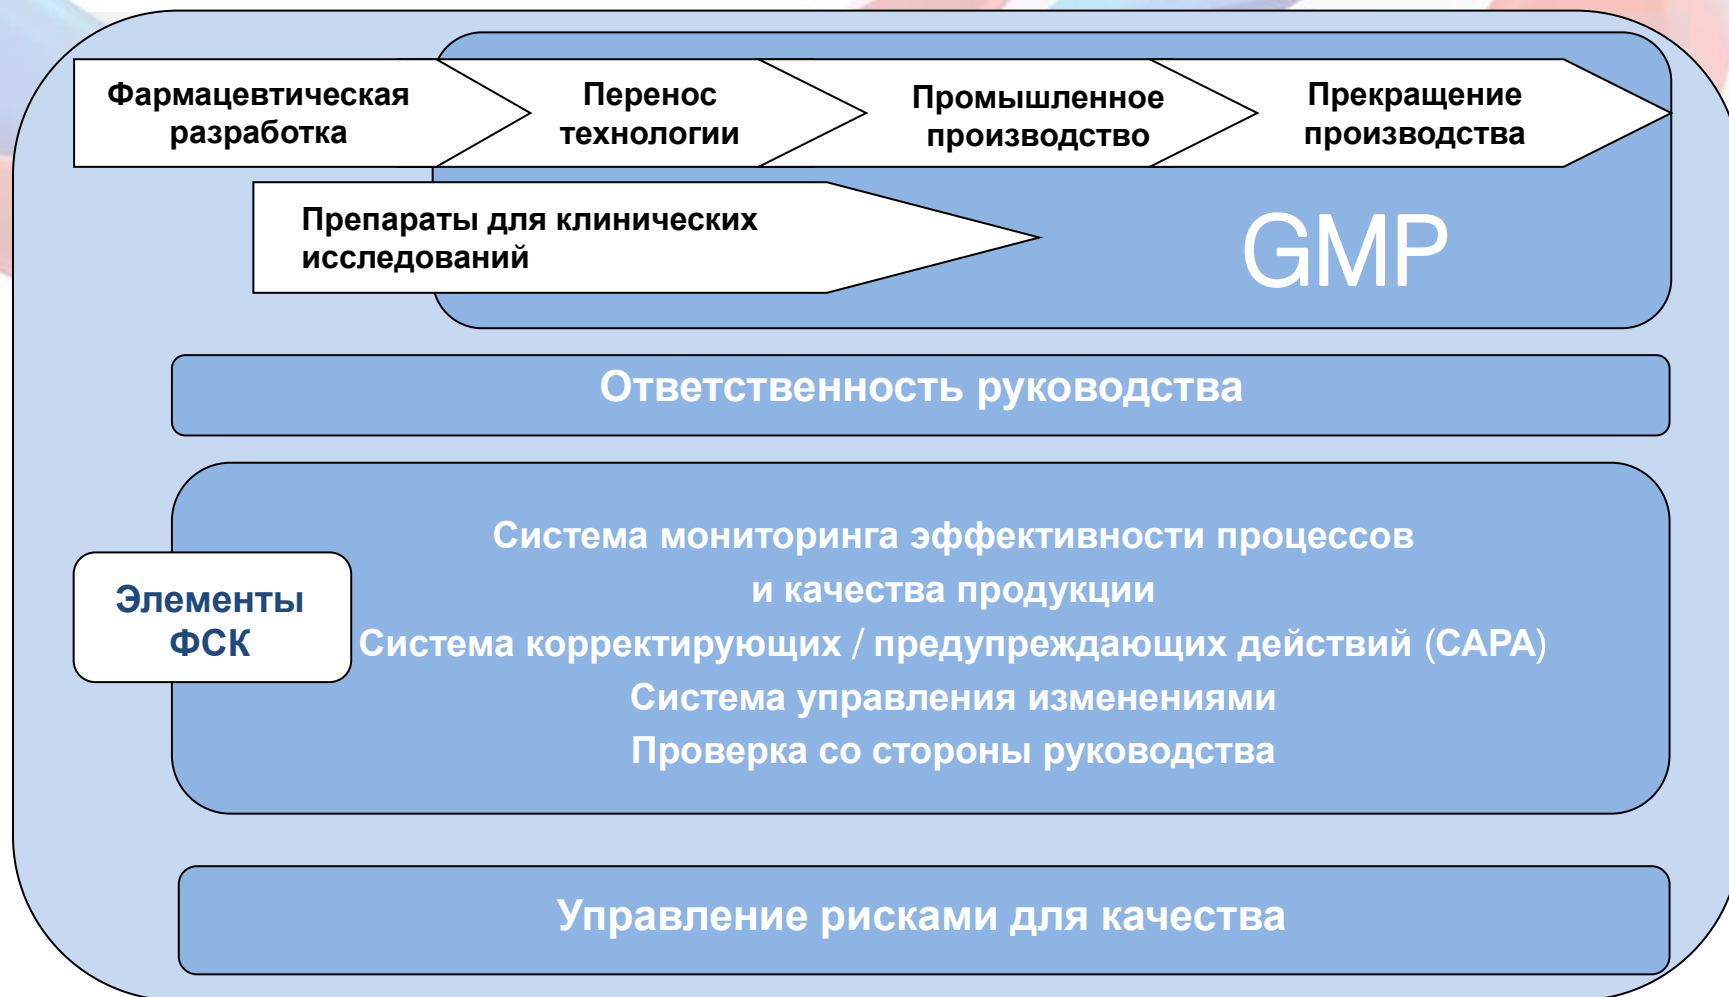 Фармацевтическая
разработка
Перенос
технологии
Промышленное
производство
Прекращение
производства
Препараты для клинических
исследований
GMP
Ответственность руководства
Элементы
ФСК
Система мониторинга эффективности процессов
и качества продукции
Система корректирующих / предупреждающих действий (САРА)
Система управления изменениями
Проверка со стороны руководства
Управление рисками для качества